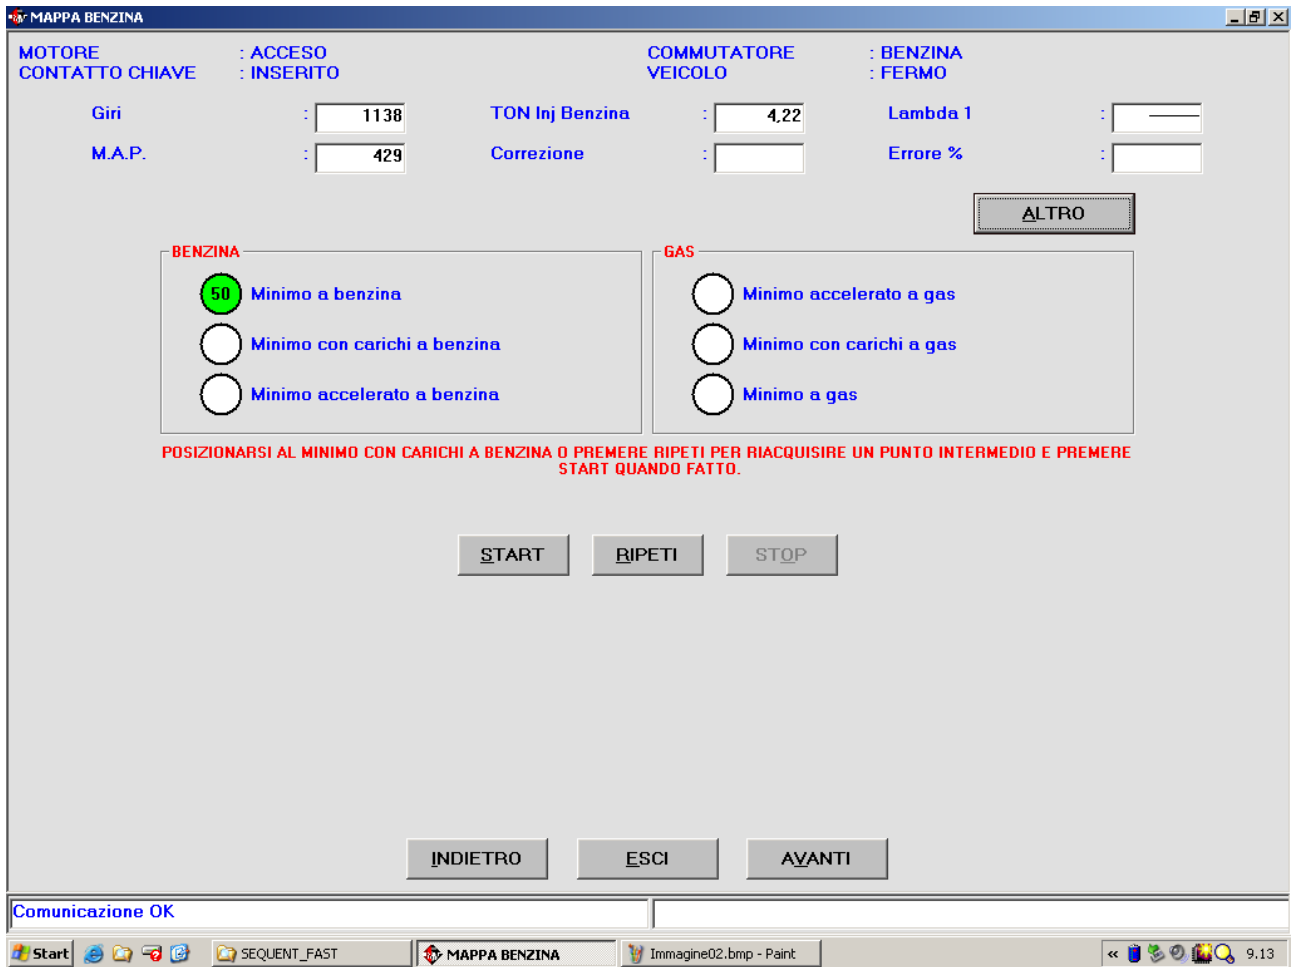 MAPPA BENZINA
MOTORE : ACCESO COMMUTATORE : BENZINA
CONTATTO CHIAVE : INSERITO VEICOLO : FERMO
Giri : 1138 TON Inj Benzina : 4,22 Lambda 1 :
M.A.P. : 429 Correzione : Errore % :
ALTRO
BENZINA GAS
50 Minimo a benzina Minimo accelerato a gas
Minimo con carichi a benzina Minimo con carichi a gas
Minimo accelerato a benzina Minimo a gas
POSIZIONARSI AL MINIMO CON CARICHI A BENZINA O PREMERE RIPETI PER RIACQUISIRE UN PUNTO INTERMEDIO E PREMERE
START QUANDO FATTO.
START RIPETI STOP
INDIETRO ESCI AVANTI
Comunicazione OK
Start SEQUENT_FAST MAPPA BENZINA Immagine02.bmp - Paint « 9.13